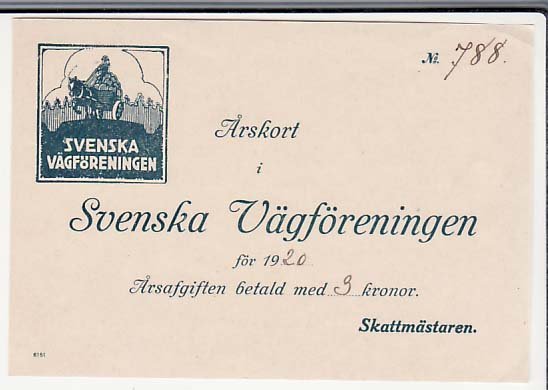 №. 788.
SVENSKA
VÄGFÖRENINGEN
Årskort
i
Svenska Vägföreningen
för 1920
Årsafgiften betald med 3 kronor.
Skattmästaren.
6151